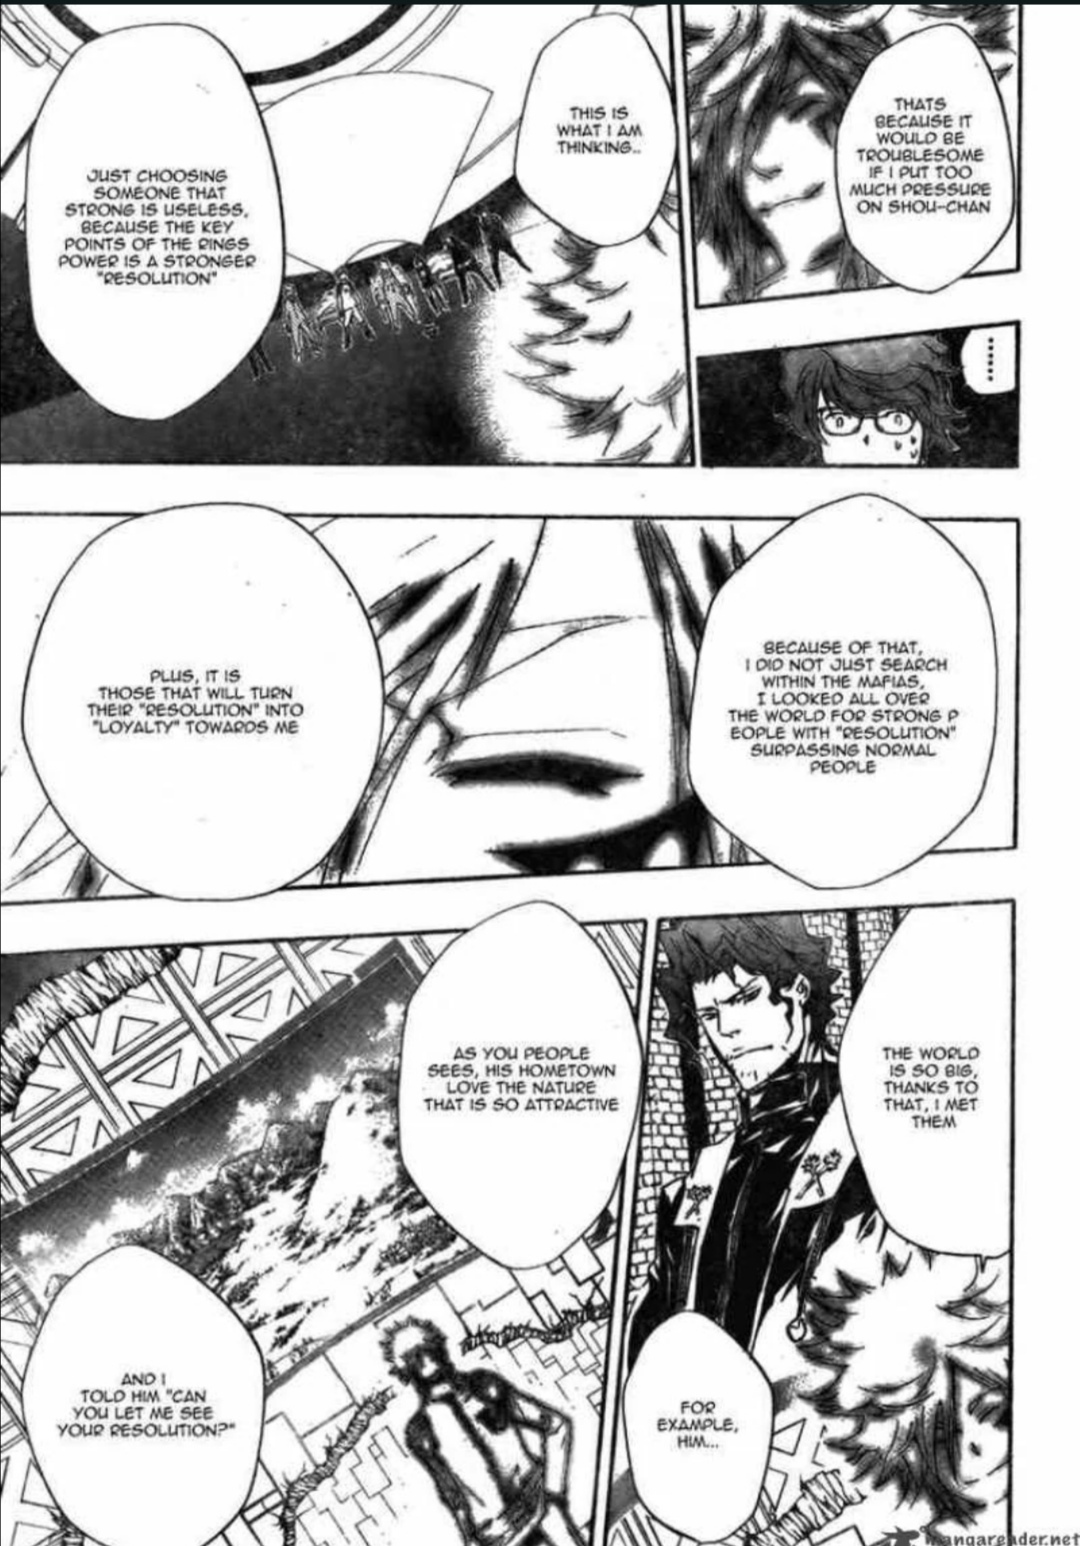 THATS
BECAUSE IT
WOULD BE
TROUBLESOME
IF I PUT TOO
MUCH PRESSURE
ON SHOU-CHAN
.......
THIS IS
WHAT I AM
THINKING..
JUST CHOOSING
SOMEONE THAT
STRONG IS USELESS,
BECAUSE THE KEY
POINTS OF THE RINGS
POWER IS A STRONGER
"RESOLUTION"
BECAUSE OF THAT,
I DID NOT JUST SEARCH
WITHIN THE MAFIAS,
I LOOKED ALL OVER
THE WORLD FOR STRONG P
EOPLE WITH "RESOLUTION"
SURPASSING NORMAL
PEOPLE
PLUS, IT IS
THOSE THAT WILL TURN
THEIR "RESOLUTION" INTO
"LOYALTY" TOWARDS ME
THE WORLD
IS SO BIG,
THANKS TO
THAT, I MET
THEM
FOR
EXAMPLE,
HIM...
AS YOU PEOPLE
SEES, HIS HOMETOWN
LOVE THE NATURE
THAT IS SO ATTRACTIVE
AND I
TOLD HIM "CAN
YOU LET ME SEE
YOUR RESOLUTION?"
mangareader.net